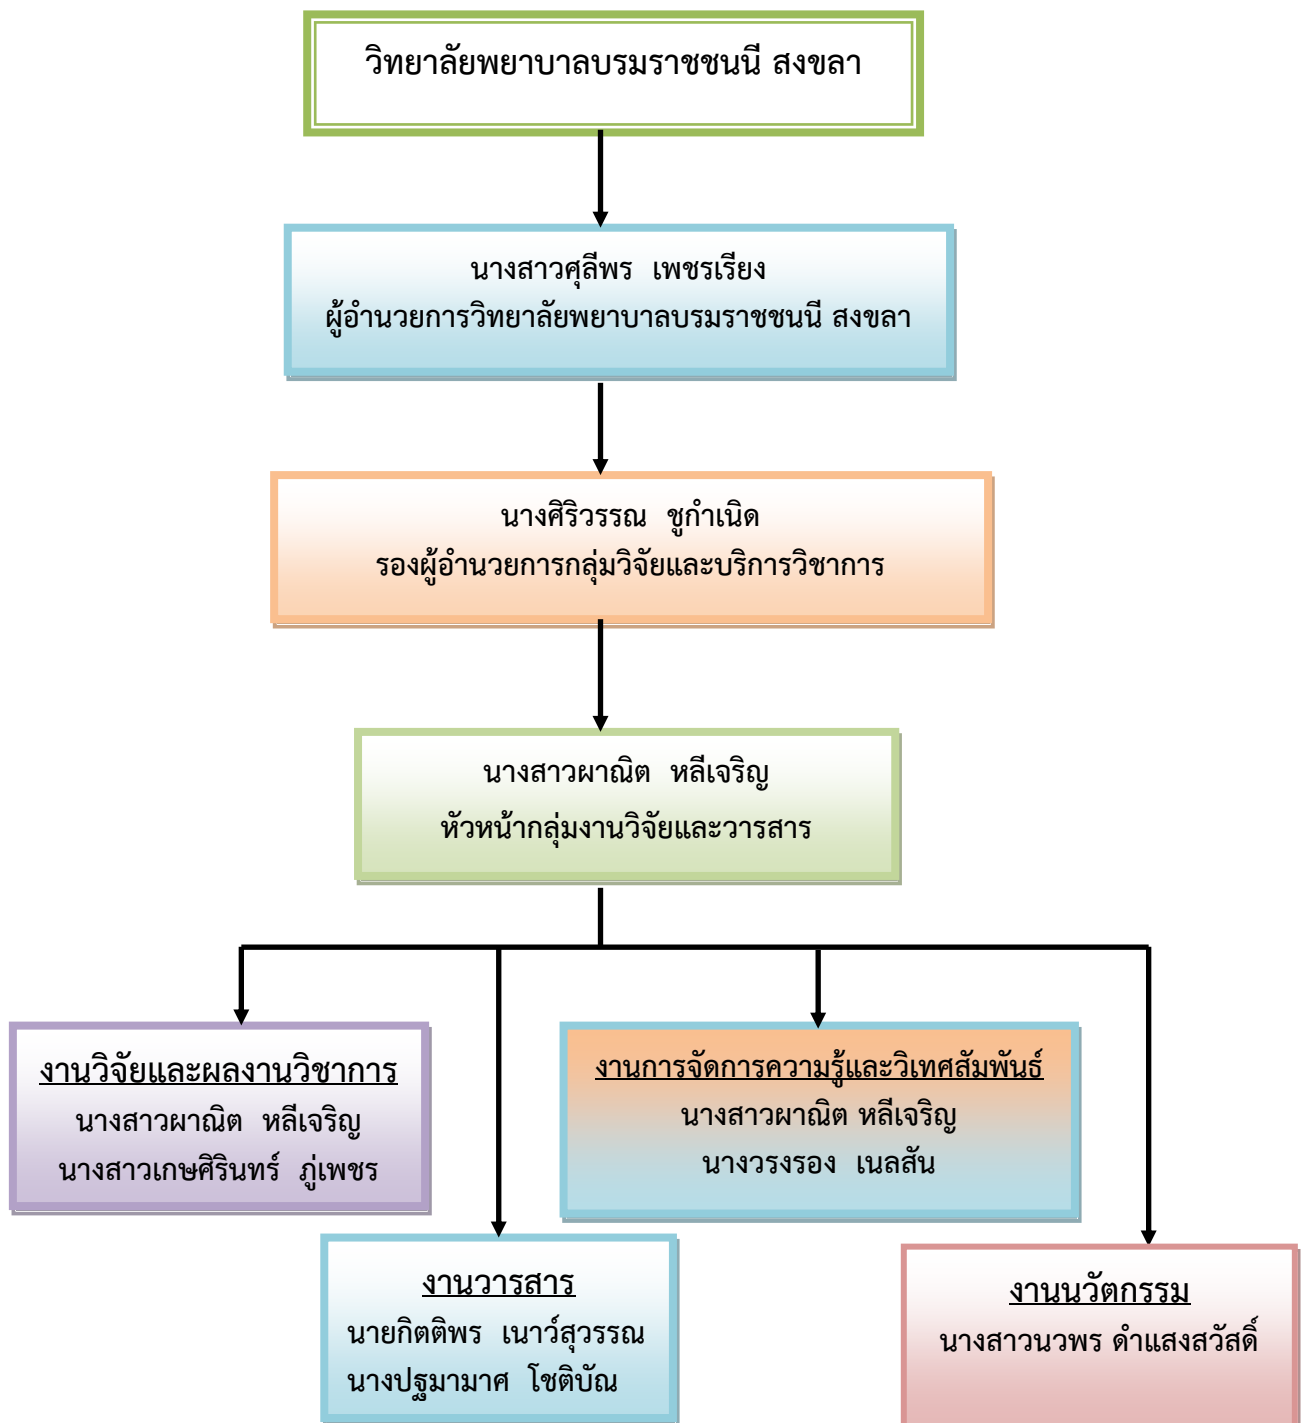 วิทยาลัยพยาบาลบรมราชชนนี สงขลา
นางสาวศุลีพร เพชรเรียง
ผู้อำนวยการวิทยาลัยพยาบาลบรมราชชนนี สงขลา
นางศิริวรรณ ชูกำเนิด
รองผู้อำนวยการกลุ่มวิจัยและบริการวิชาการ
นางสาวผาณิต หลีเจริญ
หัวหน้ากลุ่มงานวิจัยและวารสาร
งานวิจัยและผลงานวิชาการ
นางสาวผาณิต หลีเจริญ
นางสาวเกษศิรินทร์ ภู่เพชร
งานการจัดการความรู้และวิเทศสัมพันธ์
นางสาวผาณิต หลีเจริญ
นางวรงรอง เนลสัน
งานวารสาร
นายกิตติพร เนาว์สุวรรณ
นางปฐมามาศ โชติบัณ
งานนวัตกรรม
นางสาวนวพร ดำแสงสวัสดิ์